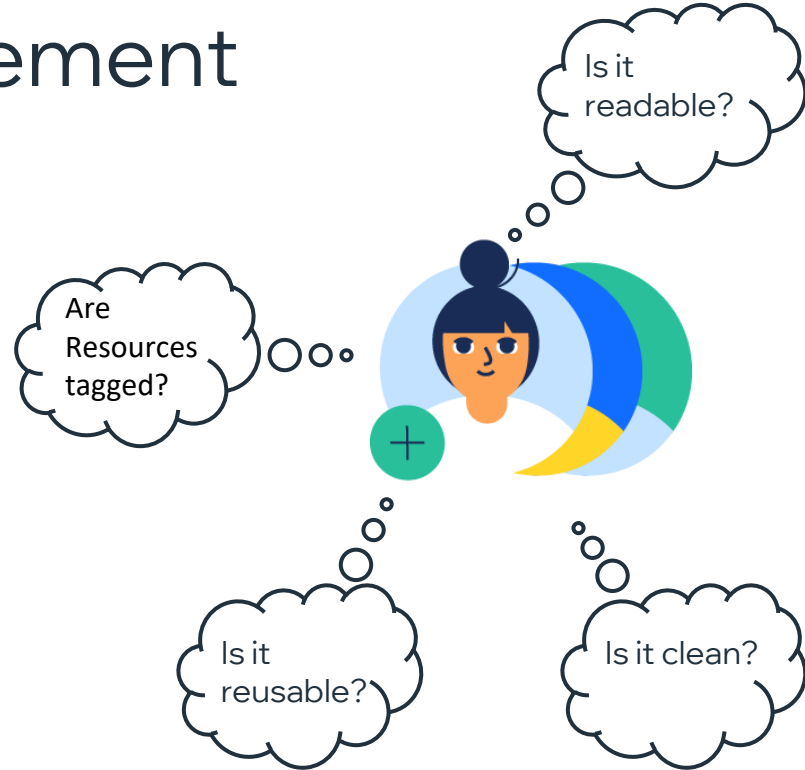 ement
Is it
readable?
Are
Resources
tagged?
Is it
reusable?
Is it clean?